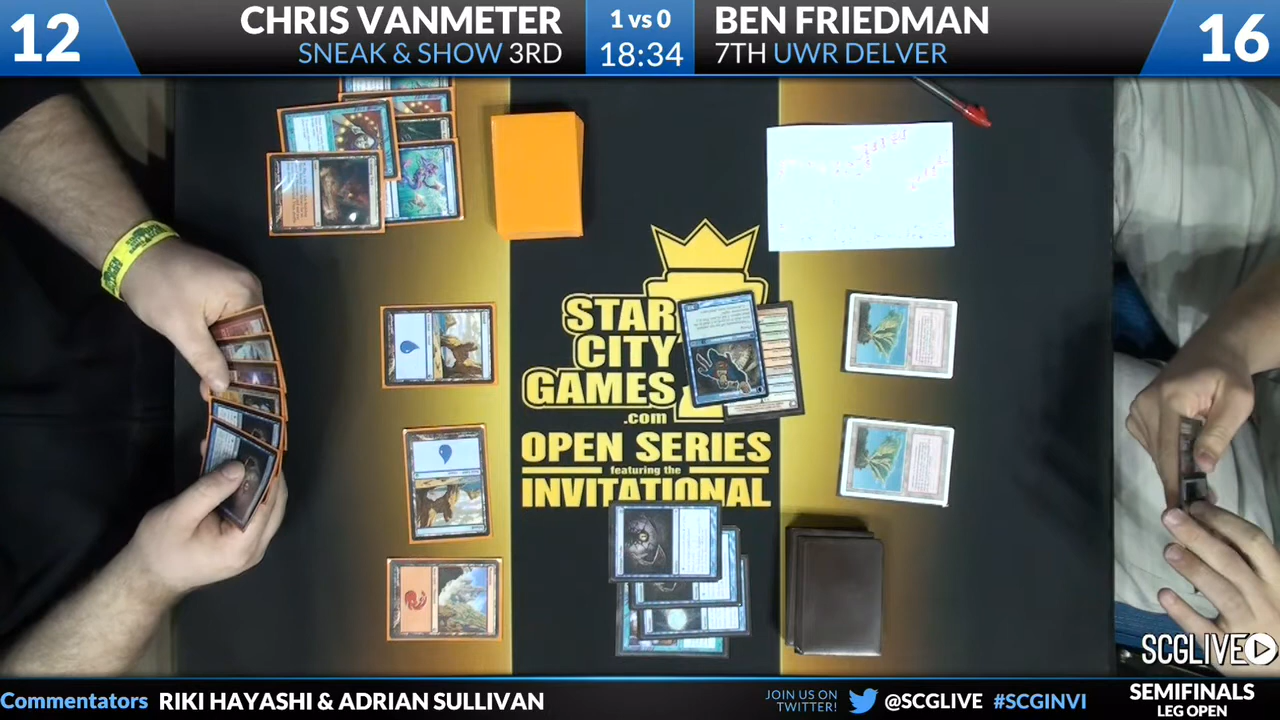 12
CHRIS VANMETER
SNEAK & SHOW 3RD
1 vs 0
18:34
BEN FRIEDMAN
7TH UWR DELVER
16
STAR
CITY
GAMES
.com
OPEN SERIES
featuring the
INVITATIONAL
SCGLIVE
Commentators RIKI HAYASHI & ADRIAN SULLIVAN
JOIN US ON
TWITTER!
@SCGLIVE #SCGINVI
SEMIFINALS
LEG OPEN